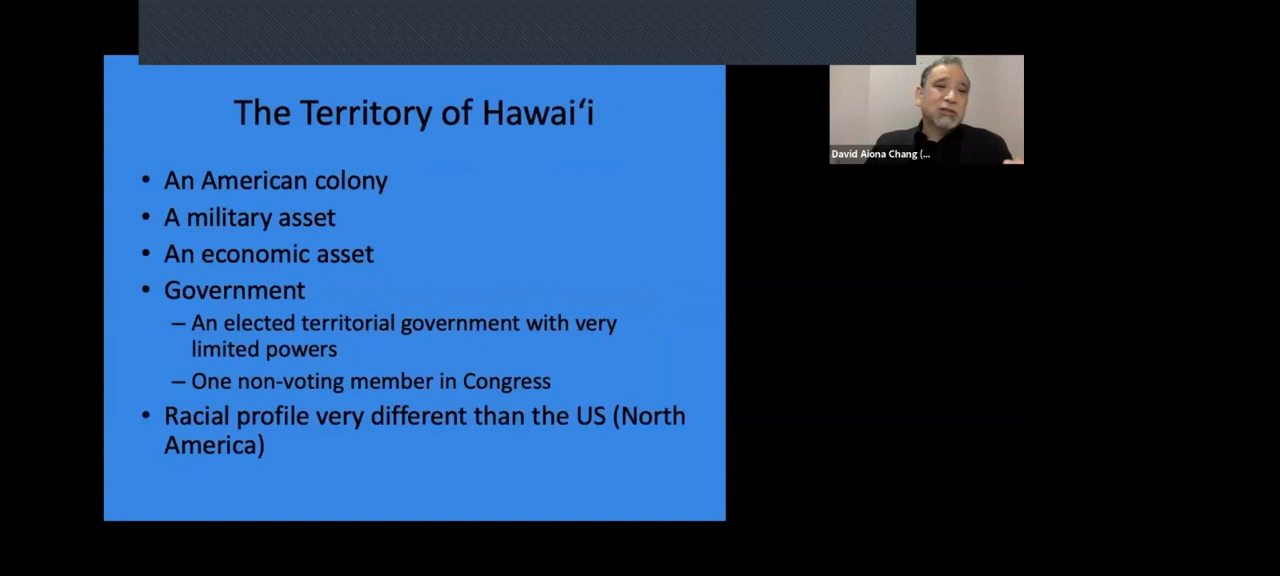 The Territory of Hawaiʻi
• An American colony
• A military asset
• An economic asset
• Government
– An elected territorial government with very
limited powers
– One non-voting member in Congress
• Racial profile very different than the US (North
America)
David Aiona Chang (...